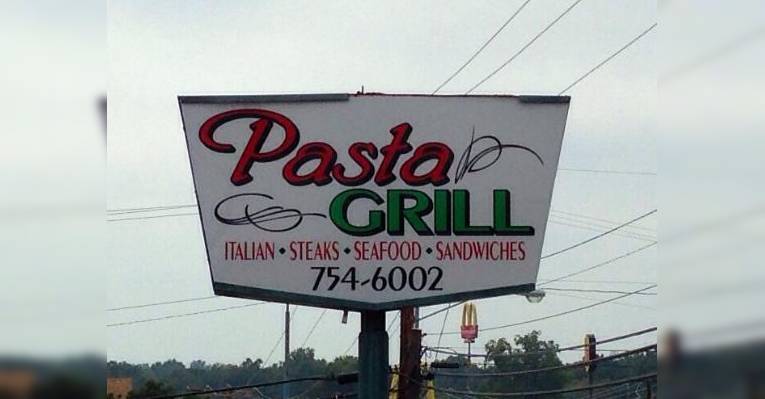 Pasta
GRILL
ITALIAN • STEAKS • SEAFOOD • SANDWICHES
754-6002